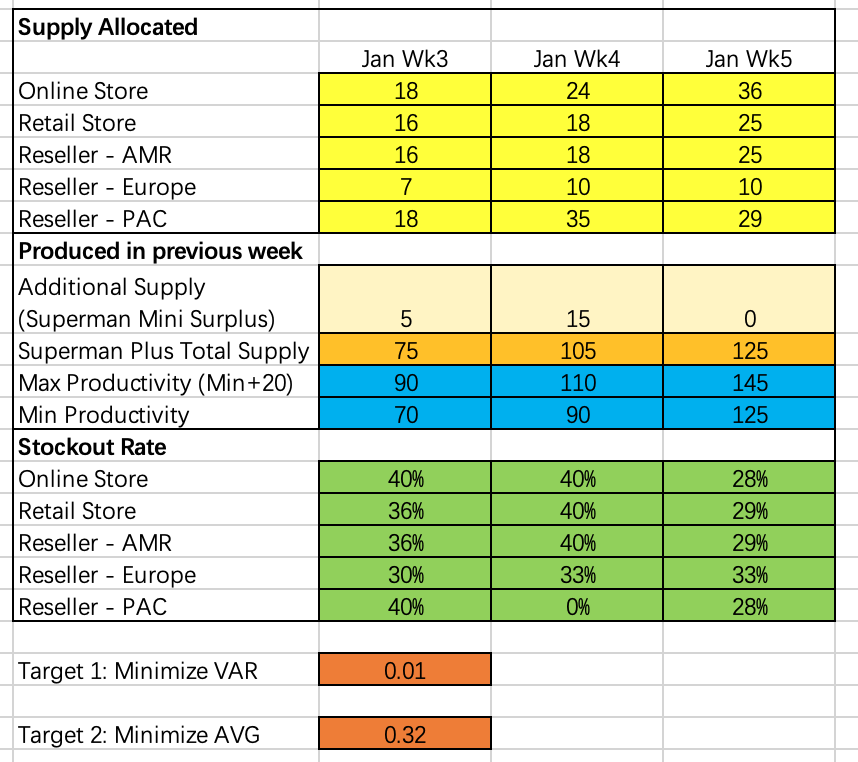 Supply Allocated
Jan Wk3 Jan Wk4 Jan Wk5
Online Store 18 24 36
Retail Store 16 18 25
Reseller - AMR 16 18 25
Reseller - Europe 7 10 10
Reseller - PAC 18 35 29
Produced in previous week
Additional Supply
(Superman Mini Surplus) 5 15 0
Superman Plus Total Supply 75 105 125
Max Productivity (Min+20) 90 110 145
Min Productivity 70 90 125
Stockout Rate
Online Store 40% 40% 28%
Retail Store 36% 40% 29%
Reseller - AMR 36% 40% 29%
Reseller - Europe 30% 33% 33%
Reseller - PAC 40% 0% 28%
Target 1: Minimize VAR 0.01
Target 2: Minimize AVG 0.32